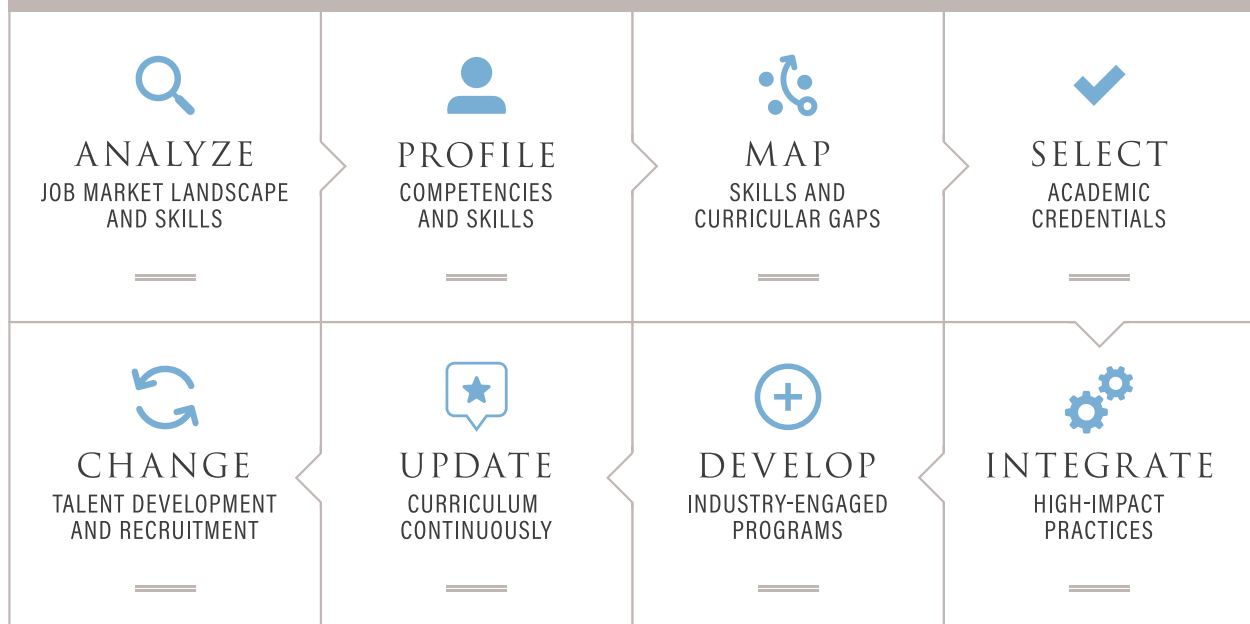 ANALYZE
JOB MARKET LANDSCAPE
AND SKILLS
PROFILE
COMPETENCIES
AND SKILLS
MAP
SKILLS AND
CURRICULAR GAPS
SELECT
ACADEMIC
CREDENTIALS
CHANGE
TALENT DEVELOPMENT
AND RECRUITMENT
UPDATE
CURRICULUM
CONTINUOUSLY
DEVELOP
INDUSTRY-ENGAGED
PROGRAMS
INTEGRATE
HIGH-IMPACT
PRACTICES